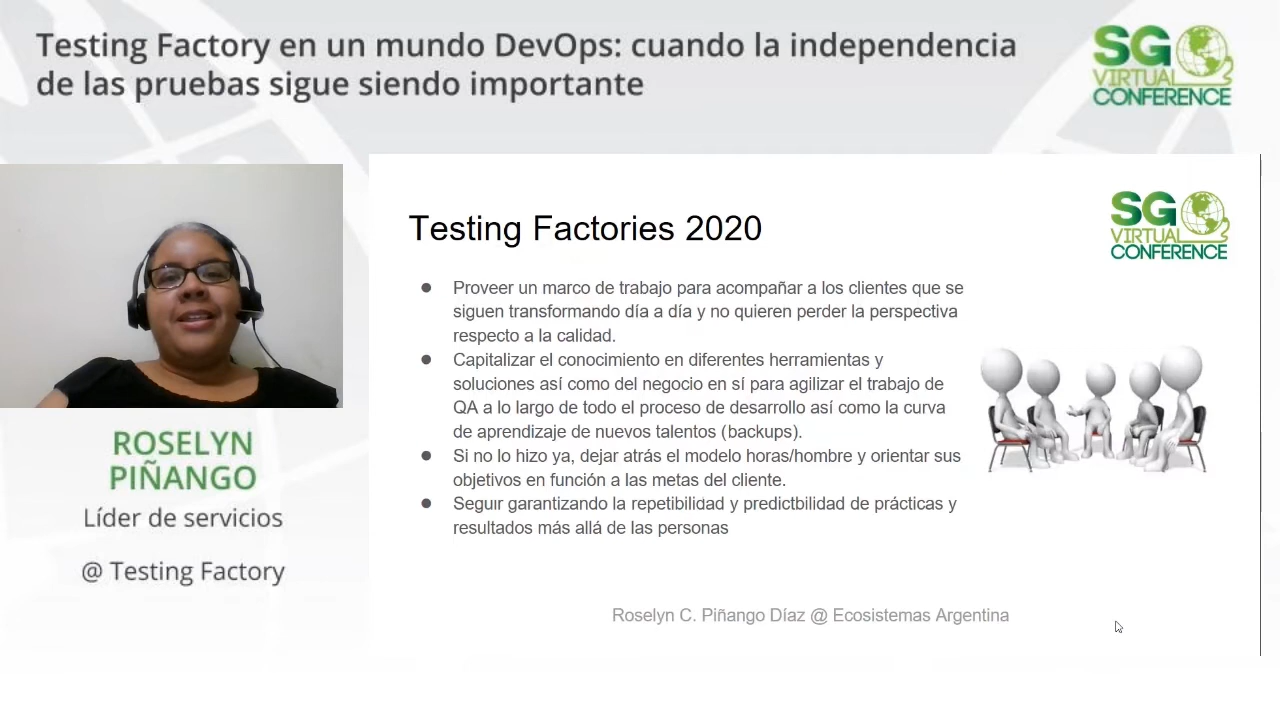 Testing Factory en un mundo DevOps: cuando la independencia
de las pruebas sigue siendo importante
SG
VIRTUAL
CONFERENCE
ROSELYN
PIÑANGO
Líder de servicios
@ Testing Factory
Testing Factories 2020
SG
VIRTUAL
CONFERENCE
● Proveer un marco de trabajo para acompañar a los clientes que se
siguen transformando día a día y no quieren perder la perspectiva
respecto a la calidad.
● Capitalizar el conocimiento en diferentes herramientas y
soluciones así como del negocio en sí para agilizar el trabajo de
QA a lo largo de todo el proceso de desarrollo así como la curva
de aprendizaje de nuevos talentos (backups).
● Si no lo hizo ya, dejar atrás el modelo horas/hombre y orientar sus
objetivos en función a las metas del cliente.
● Seguir garantizando la repetibilidad y predictbilidad de prácticas y
resultados más allá de las personas
Roselyn C. Piñango Díaz @ Ecosistemas Argentina